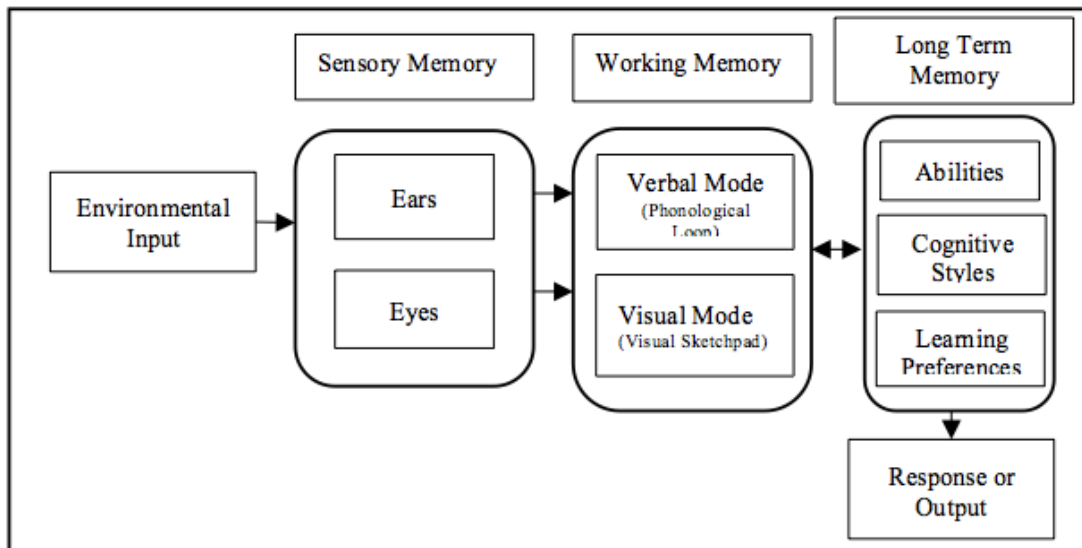 Sensory Memory
Working Memory
Long Term
Memory
Environmental
Input
Ears
Eyes
Verbal Mode
(Phonological
Loop)
Visual Mode
(Visual Sketchpad)
Abilities
Cognitive
Styles
Learning
Preferences
Response or
Output